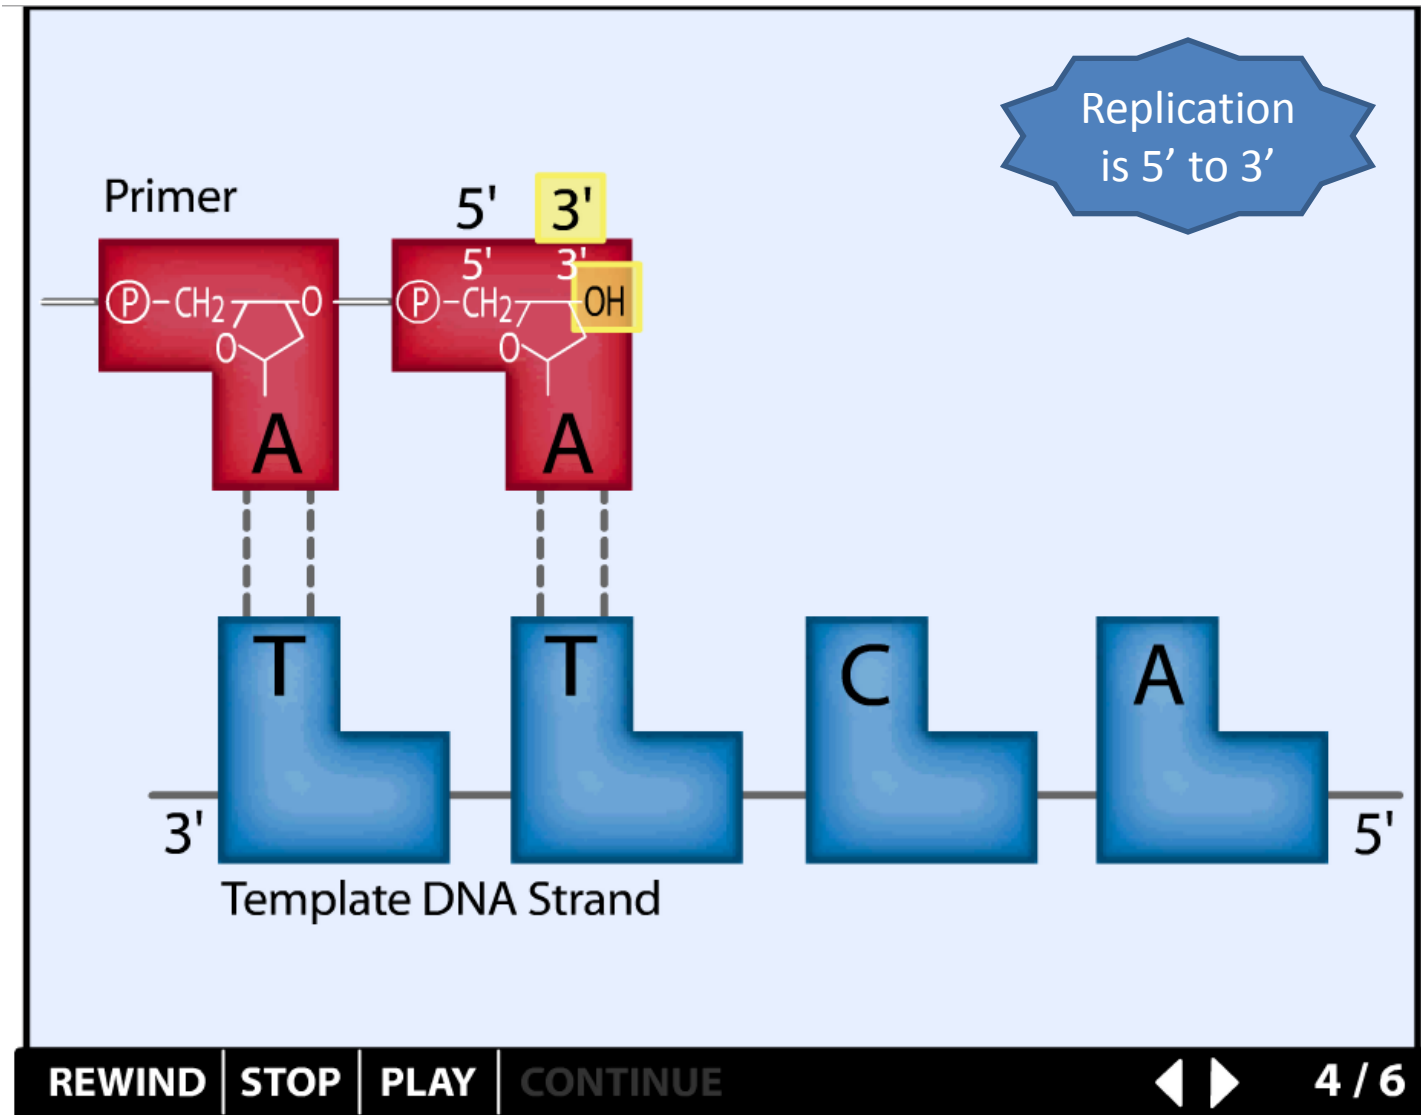 Replication
is 5’ to 3’
Primer
5' 3'
5' 3'
P CH2 O P CH2 OH
O O
A A
T T C A
3' 5'
Template DNA Strand
REWIND STOP PLAY CONTINUE 4 / 6